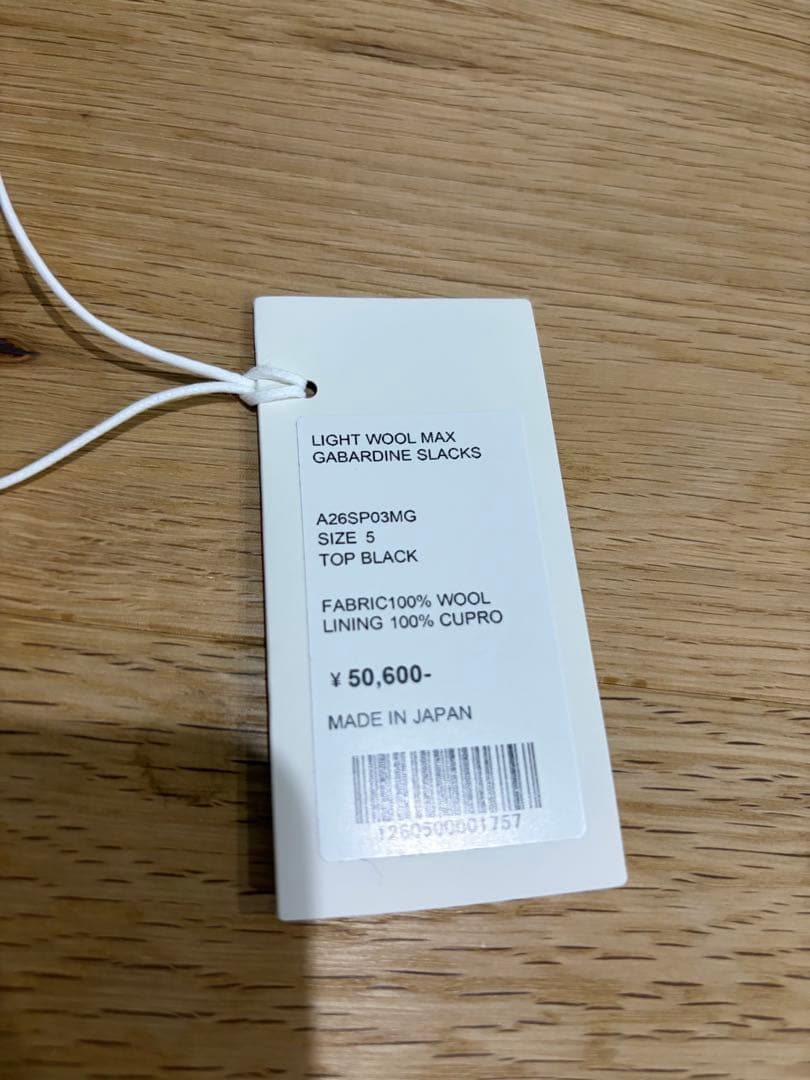 LIGHT WOOL MAX
GABARDINE SLACKS
A26SP03MG
SIZE 5
TOP BLACK
FABRIC100% WOOL
LINING 100% CUPRO
¥ 50,600-
MADE IN JAPAN
1260500001757